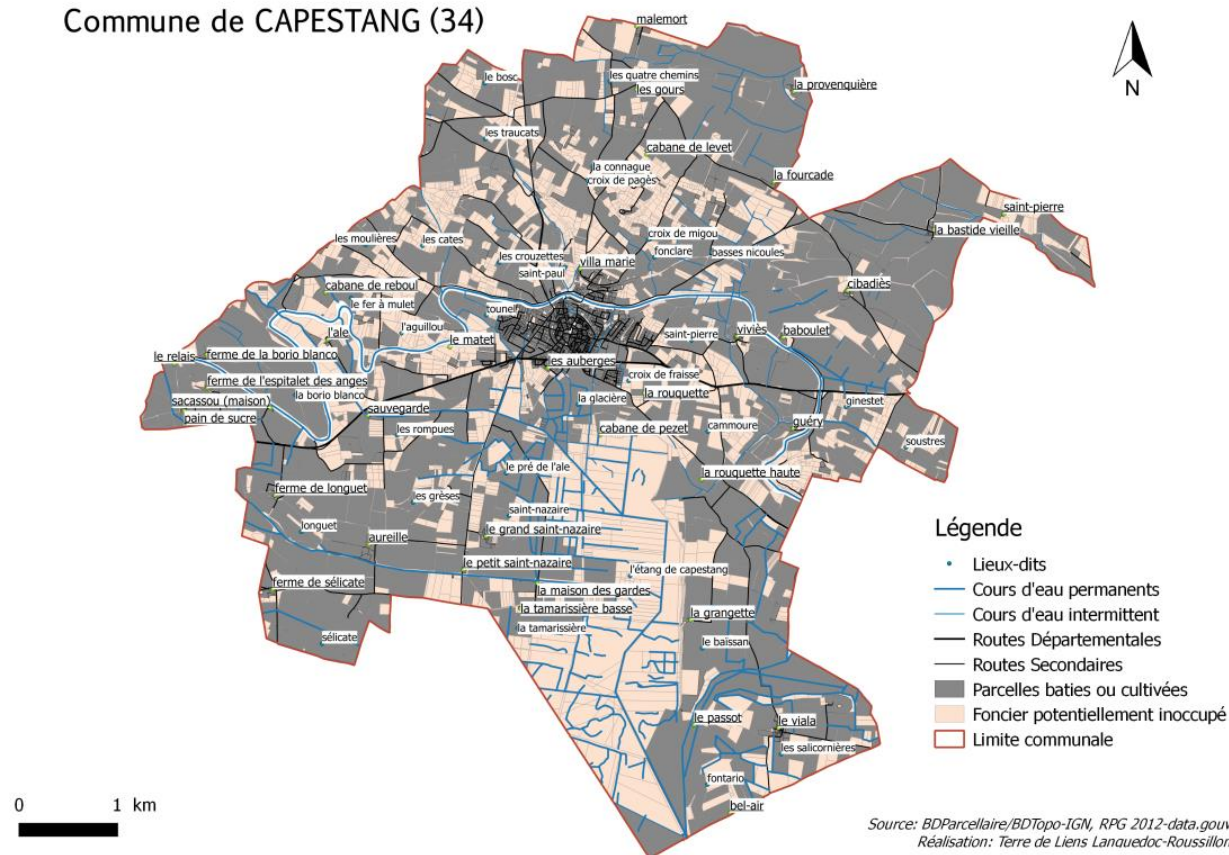 Commune de CAPESTANG (34)
malemort
N
le bosc
les quatre chemins
les gours
la provenquière
les traucats
cabane de levet
la connague
croix de pagès
la fourcade
saint-pierre
la bastide vieille
les moulières
les cates
croix de migou
les crouzettes
fonclare
basses nicoules
saint-paul
villa marie
cabane de reboul
cibadiès
le fer à mulet
tounel
l'ale
l'aguillou
saint-pierre
viviès
baboulet
le matet
le relais
ferme de la borio blanco
les auberges
croix de fraïsse
ferme de l'espitalet des anges
la borio blanco
la rouquette
sacassou (maison)
la glacière
ginestet
pain de sucre
sauvegarde
les rompues
cabane de pezet
cammoure
guéry
soustres
le pré de l'ale
la rouquette haute
ferme de longuet
les grèses
saint-nazaire
longuet
le grand saint-nazaire
aureille
le petit saint-nazaire
l'étang de capestang
ferme de sélicate
la maison des gardes
la tamarissière basse
la grangette
la tamarissière
sélicate
le baissan
le passot
le viala
les salicornières
fontario
bel-air
Légende
Lieux-dits
Cours d'eau permanents
Cours d'eau intermittent
Routes Départementales
Routes Secondaires
Parcelles baties ou cultivées
Foncier potentiellement inoccupé
Limite communale
0 1 km
Source: BDParcellaire/BDTopo-IGN, RPG 2012-data.gouv
Réalisation: Terre de Liens Languedoc-Roussillon